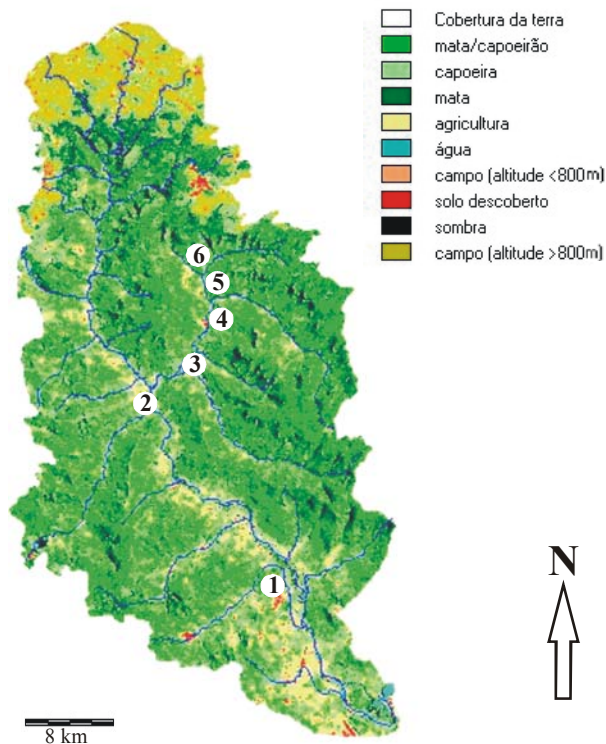 Cobertura da terra
mata/capoeirão
capoeira
mata
agricultura
água
campo (altitude <800m)
solo descoberto
sombra
campo (altitude >800m)
6
5
4
3
2
1
N
8 km